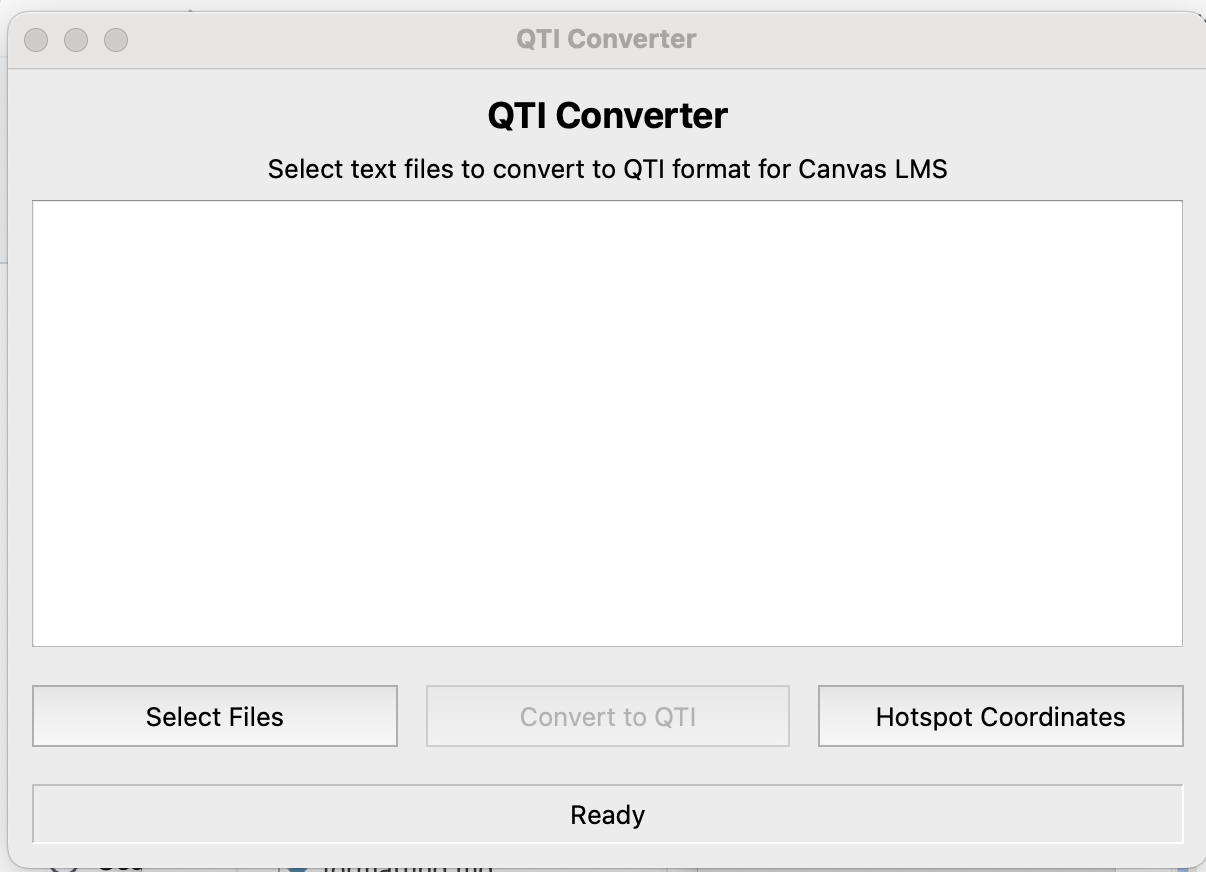 QTI Converter
QTI Converter
Select text files to convert to QTI format for Canvas LMS
Select Files
Convert to QTI
Hotspot Coordinates
Ready